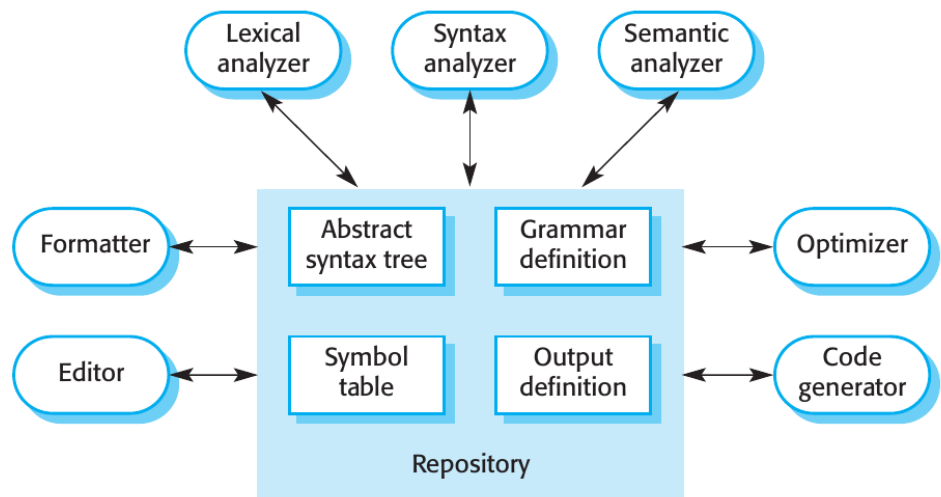 Lexical
analyzer
Syntax
analyzer
Semantic
analyzer
Formatter
Abstract
syntax tree
Grammar
definition
Optimizer
Editor
Symbol
table
Output
definition
Code
generator
Repository